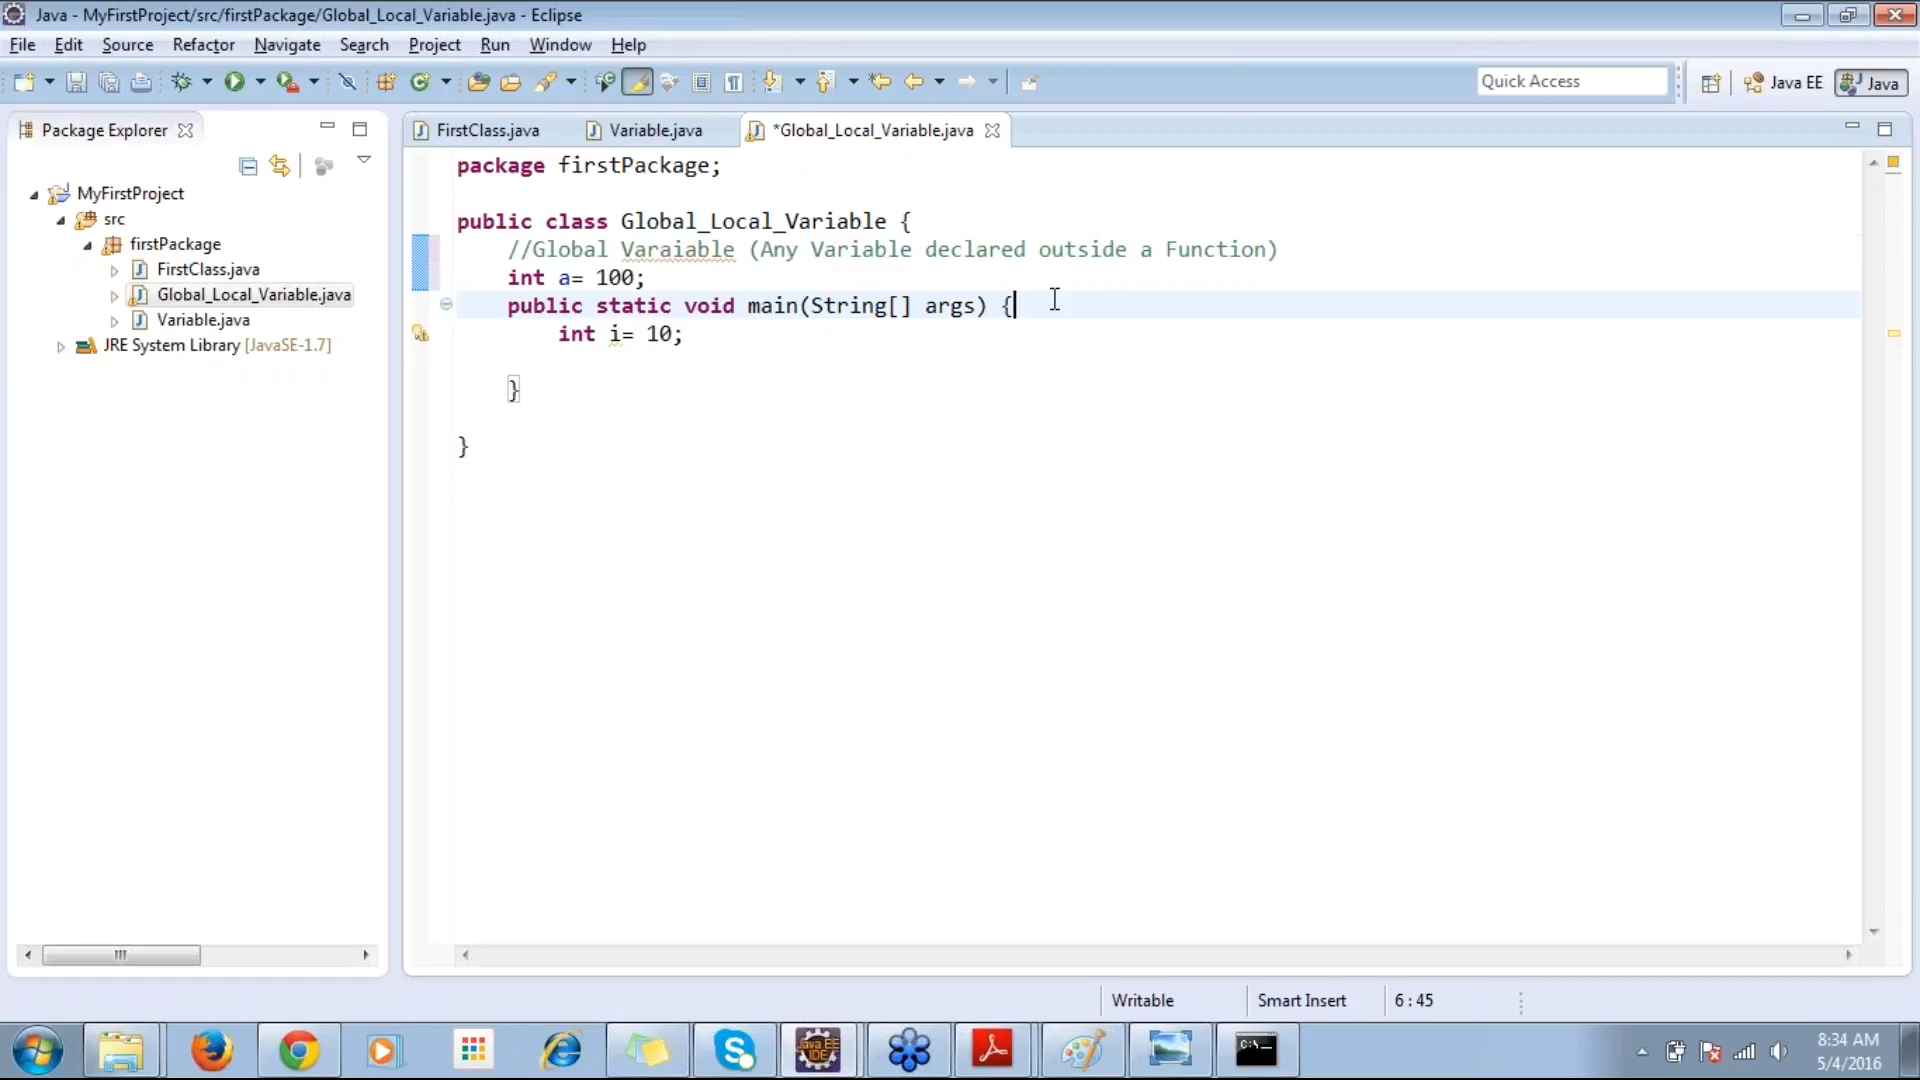 Java - MyFirstProject/src/firstPackage/Global_Local_Variable.java - Eclipse
File Edit Source Refactor Navigate Search Project Run Window Help
Quick Access Java EE Java
Package Explorer FirstClass.java Variable.java *Global_Local_Variable.java
MyFirstProject
src
firstPackage
FirstClass.java
Global_Local_Variable.java
Variable.java
JRE System Library [JavaSE-1.7]
package firstPackage;
public class Global_Local_Variable {
//Global Varaiable (Any Variable declared outside a Function)
int a= 100;
public static void main(String[] args) {
int i= 10;
}
}
Writable Smart Insert 6 : 45
Java EE
IDE
C:\._
8:34 AM
5/4/2016